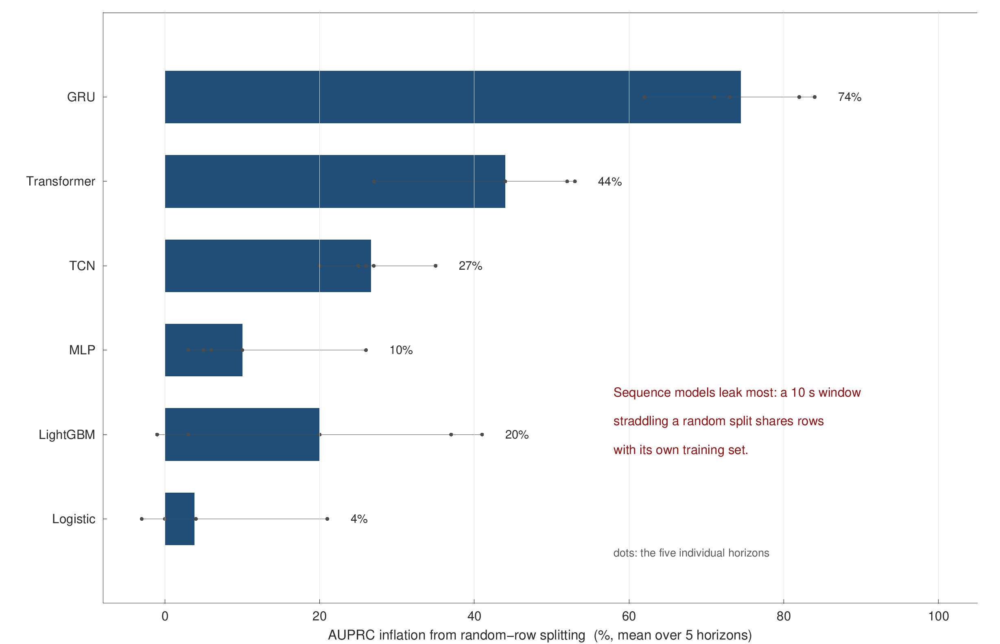 GRU
74%
Transformer
44%
TCN
27%
MLP
10%
Sequence models leak most: a 10 s window
straddling a random split shares rows
with its own training set.
LightGBM
20%
Logistic
4%
dots: the five individual horizons
0 20 40 60 80 100
AUPRC inflation from random−row splitting (%, mean over 5 horizons)